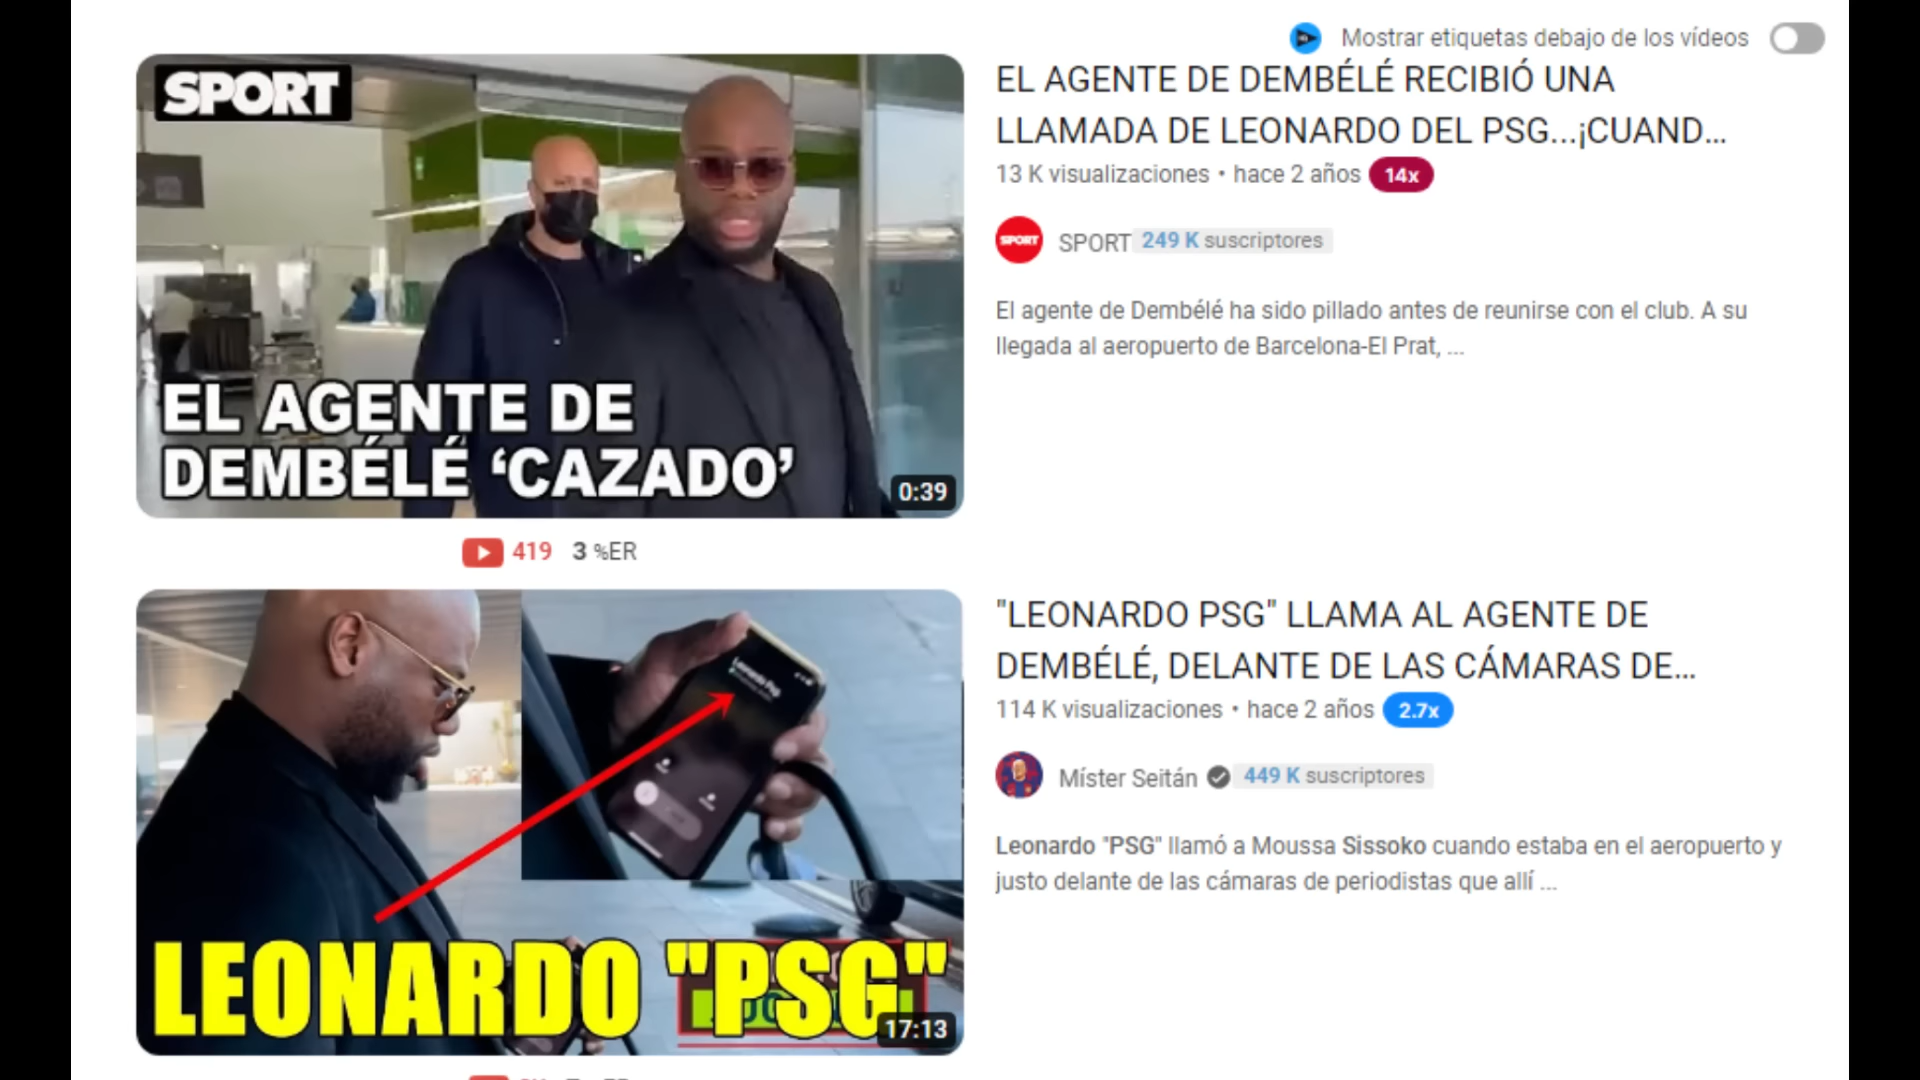 Mostrar etiquetas debajo de los vídeos
SPORT
EL AGENTE DE
DEMBÉLÉ ‘CAZADO’
0:39
419 3 %ER
EL AGENTE DE DEMBÉLÉ RECIBIÓ UNA
LLAMADA DE LEONARDO DEL PSG...¡CUAND...
13 K visualizaciones • hace 2 años 14x
SPORT SPORT 249 K suscriptores
El agente de Dembélé ha sido pillado antes de reunirse con el club. A su
llegada al aeropuerto de Barcelona-El Prat, ...
Leonardo Psg
LEONARDO "PSG"
17:13
"LEONARDO PSG" LLAMA AL AGENTE DE
DEMBÉLÉ, DELANTE DE LAS CÁMARAS DE...
114 K visualizaciones • hace 2 años 2.7x
Míster Seitán 449 K suscriptores
Leonardo "PSG" llamó a Moussa Sissoko cuando estaba en el aeropuerto y
justo delante de las cámaras de periodistas que allí ...